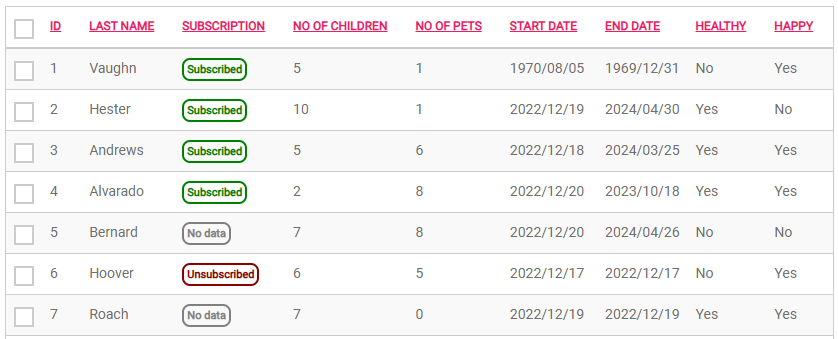 ID LAST NAME SUBSCRIPTION NO OF CHILDREN NO OF PETS START DATE END DATE HEALTHY HAPPY
1 Vaughn Subscribed 5 1 1970/08/05 1969/12/31 No Yes
2 Hester Subscribed 10 1 2022/12/19 2024/04/30 Yes No
3 Andrews Subscribed 5 6 2022/12/18 2024/03/25 Yes Yes
4 Alvarado Subscribed 2 8 2022/12/20 2023/10/18 Yes Yes
5 Bernard No data 7 8 2022/12/20 2024/04/26 No No
6 Hoover Unsubscribed 6 5 2022/12/17 2022/12/17 No Yes
7 Roach No data 7 0 2022/12/19 2022/12/19 Yes Yes